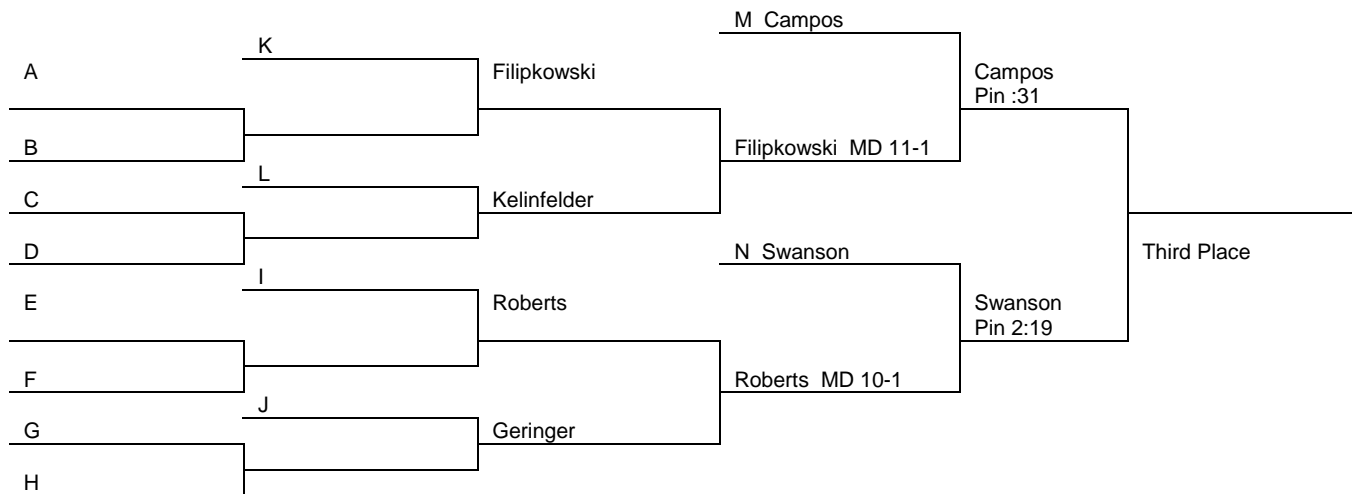 M  Campos
K
A
Filipkowski
Campos
Pin :31
B
Filipkowski  MD 11-1
L
C
Kelinfelder
D
N  Swanson
Third Place
I
E
Roberts
Swanson
Pin 2:19
F
Roberts  MD 10-1
J
G
Geringer
H